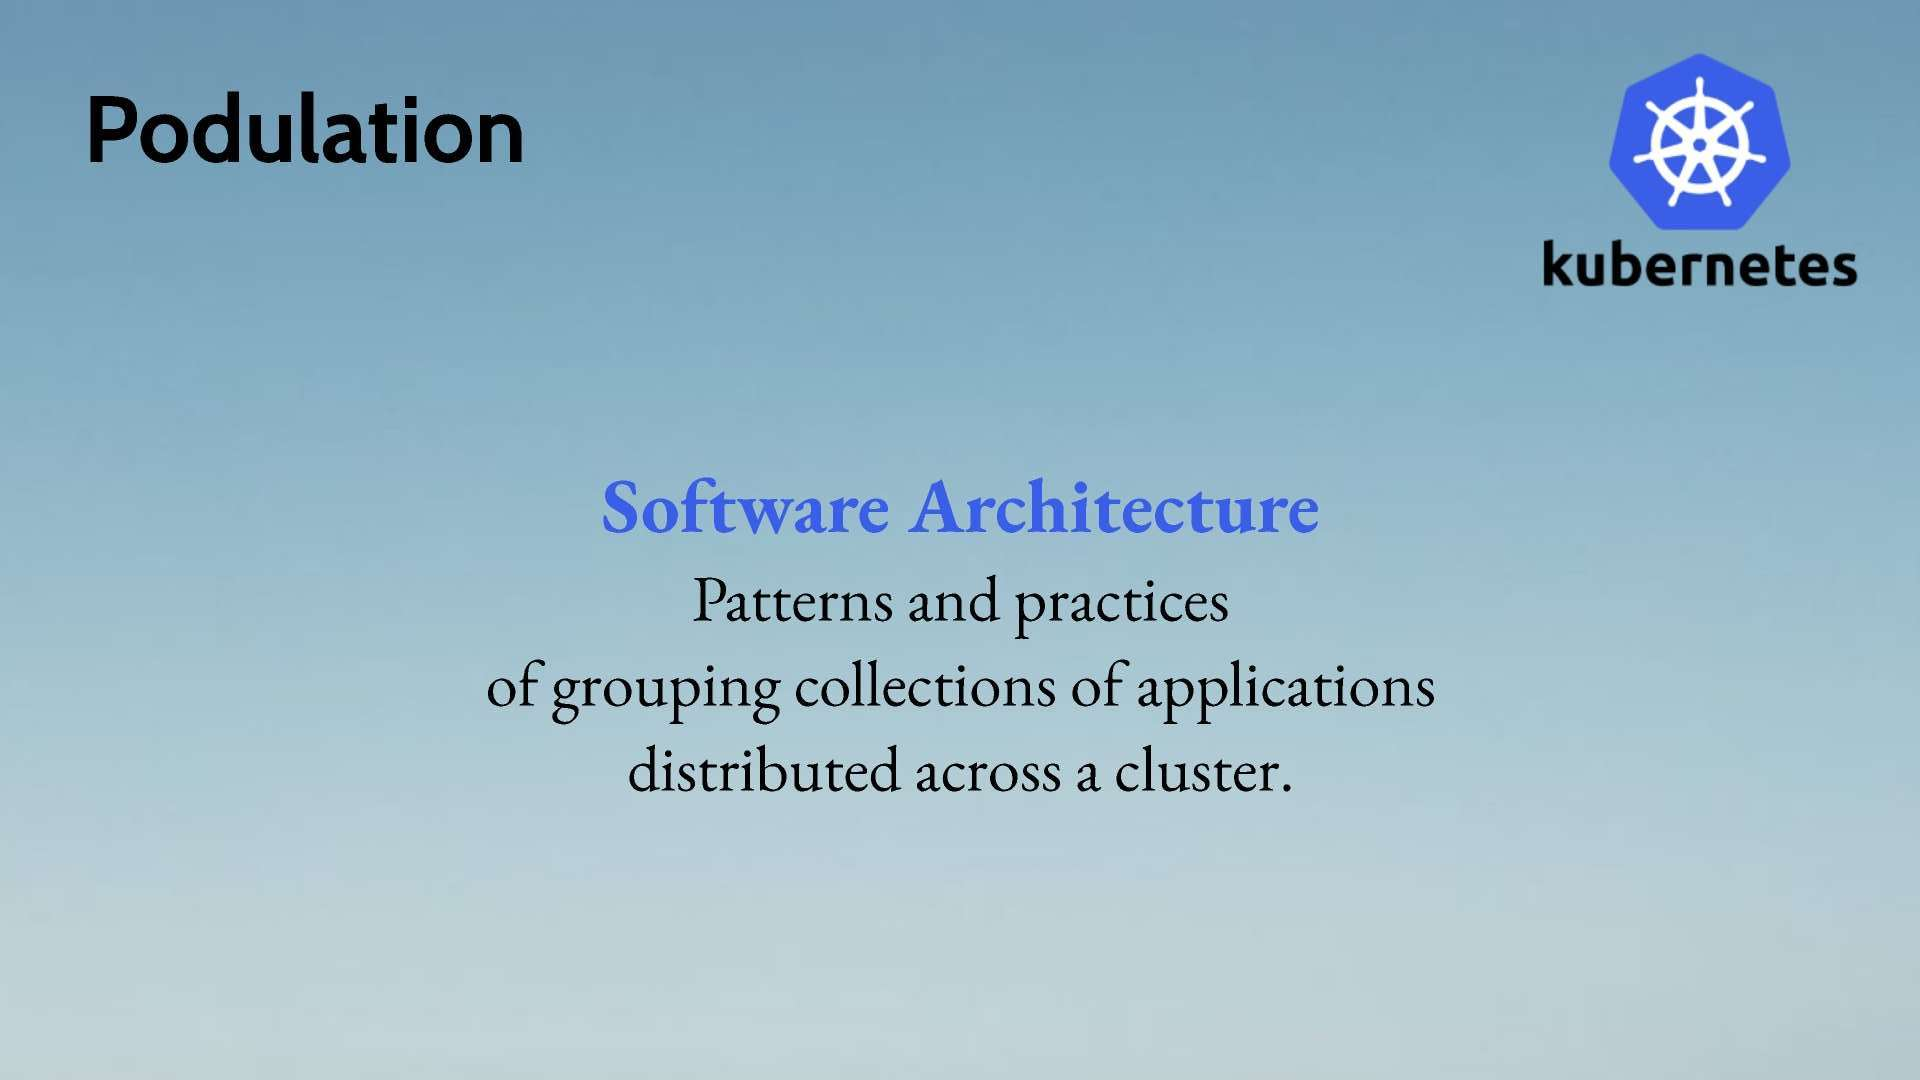 Podulation
kubernetes
Software Architecture
Patterns and practices
of grouping collections of applications
distributed across a cluster.